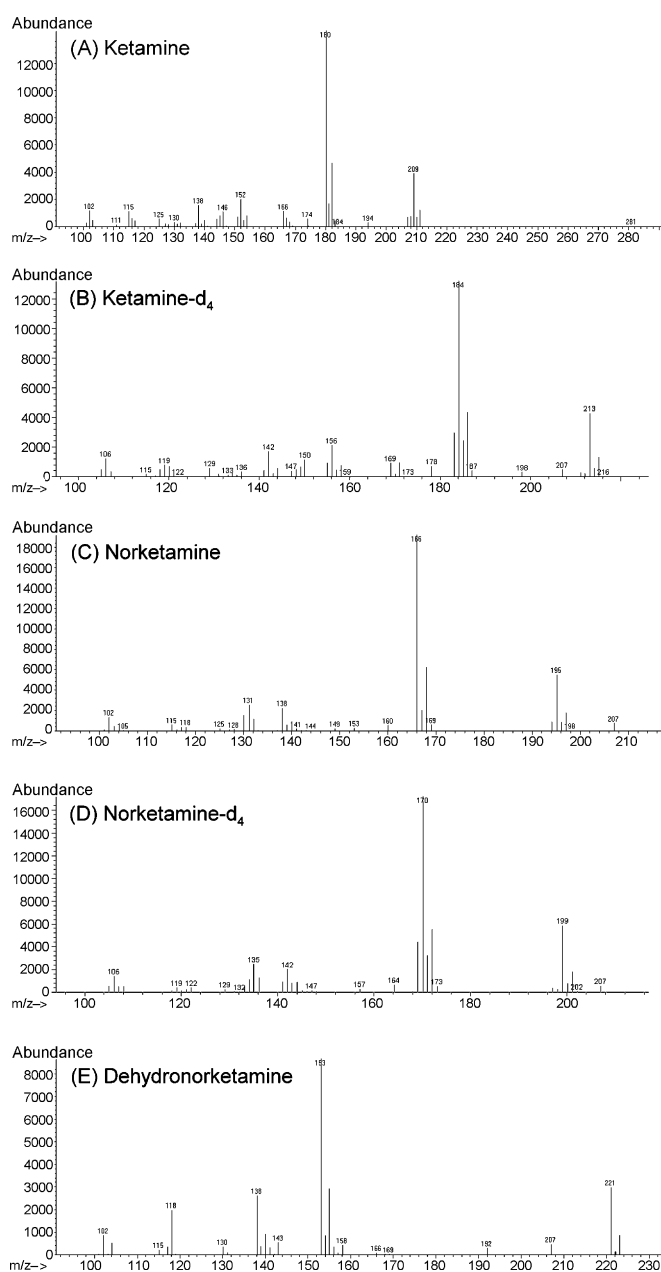 Abundance
(A) Ketamine
180
12000
10000
8000
6000
4000
2000
0
102 111 115 125 130 138 146 152 166 174 184 194 209 281
100 110 120 130 140 150 160 170 180 190 200 210 220 230 240 250 260 270 280
m/z-->
Abundance
(B) Ketamine-d4
184
12000
10000
8000
6000
4000
2000
0
106 115 119 122 129 133 136 142 147 150 156 159 169 173 178 187 198 207 213 216
100 120 140 160 180 200
m/z-->
Abundance
(C) Norketamine
166
18000
16000
14000
12000
10000
8000
6000
4000
2000
0
102 105 115 118 125 128 131 138 141 144 149 153 160 169 195 198 207
100 110 120 130 140 150 160 170 180 190 200 210
m/z-->
Abundance
(D) Norketamine-d4
170
16000
14000
12000
10000
8000
6000
4000
2000
0
106 119 122 129 132 135 142 147 157 164 173 199 202 207
100 120 140 160 180 200
m/z-->
Abundance
(E) Dehydronorketamine
153
8000
7000
6000
5000
4000
3000
2000
1000
0
102 115 118 130 138 143 158 166 169 192 207 221
100 110 120 130 140 150 160 170 180 190 200 210 220 230
m/z-->